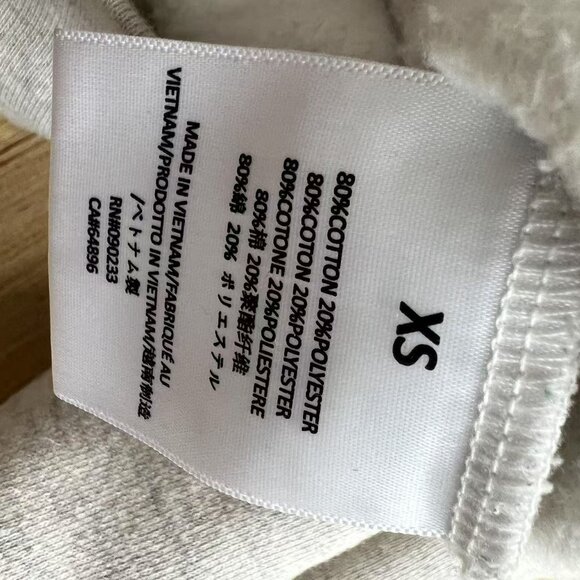 XS
80%COTTON 20%POLYESTER
80%COTON 20%POLYESTER
80%COTONE 20%POLIESTERE
80%棉 20%聚酯纤维
80%綿 20% ポリエステル
MADE IN VIETNAM/FABRIQUÉ AU
VIETNAM/PRODOTTO IN VIETNAM/越南制造
/ベトナム製
RN#090233
CA#64896